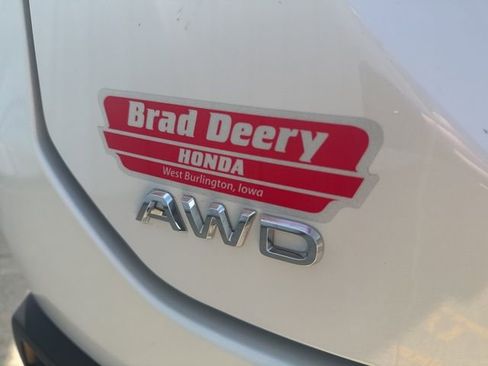 Brad Deery
HONDA
West Burlington, Iowa
AWD